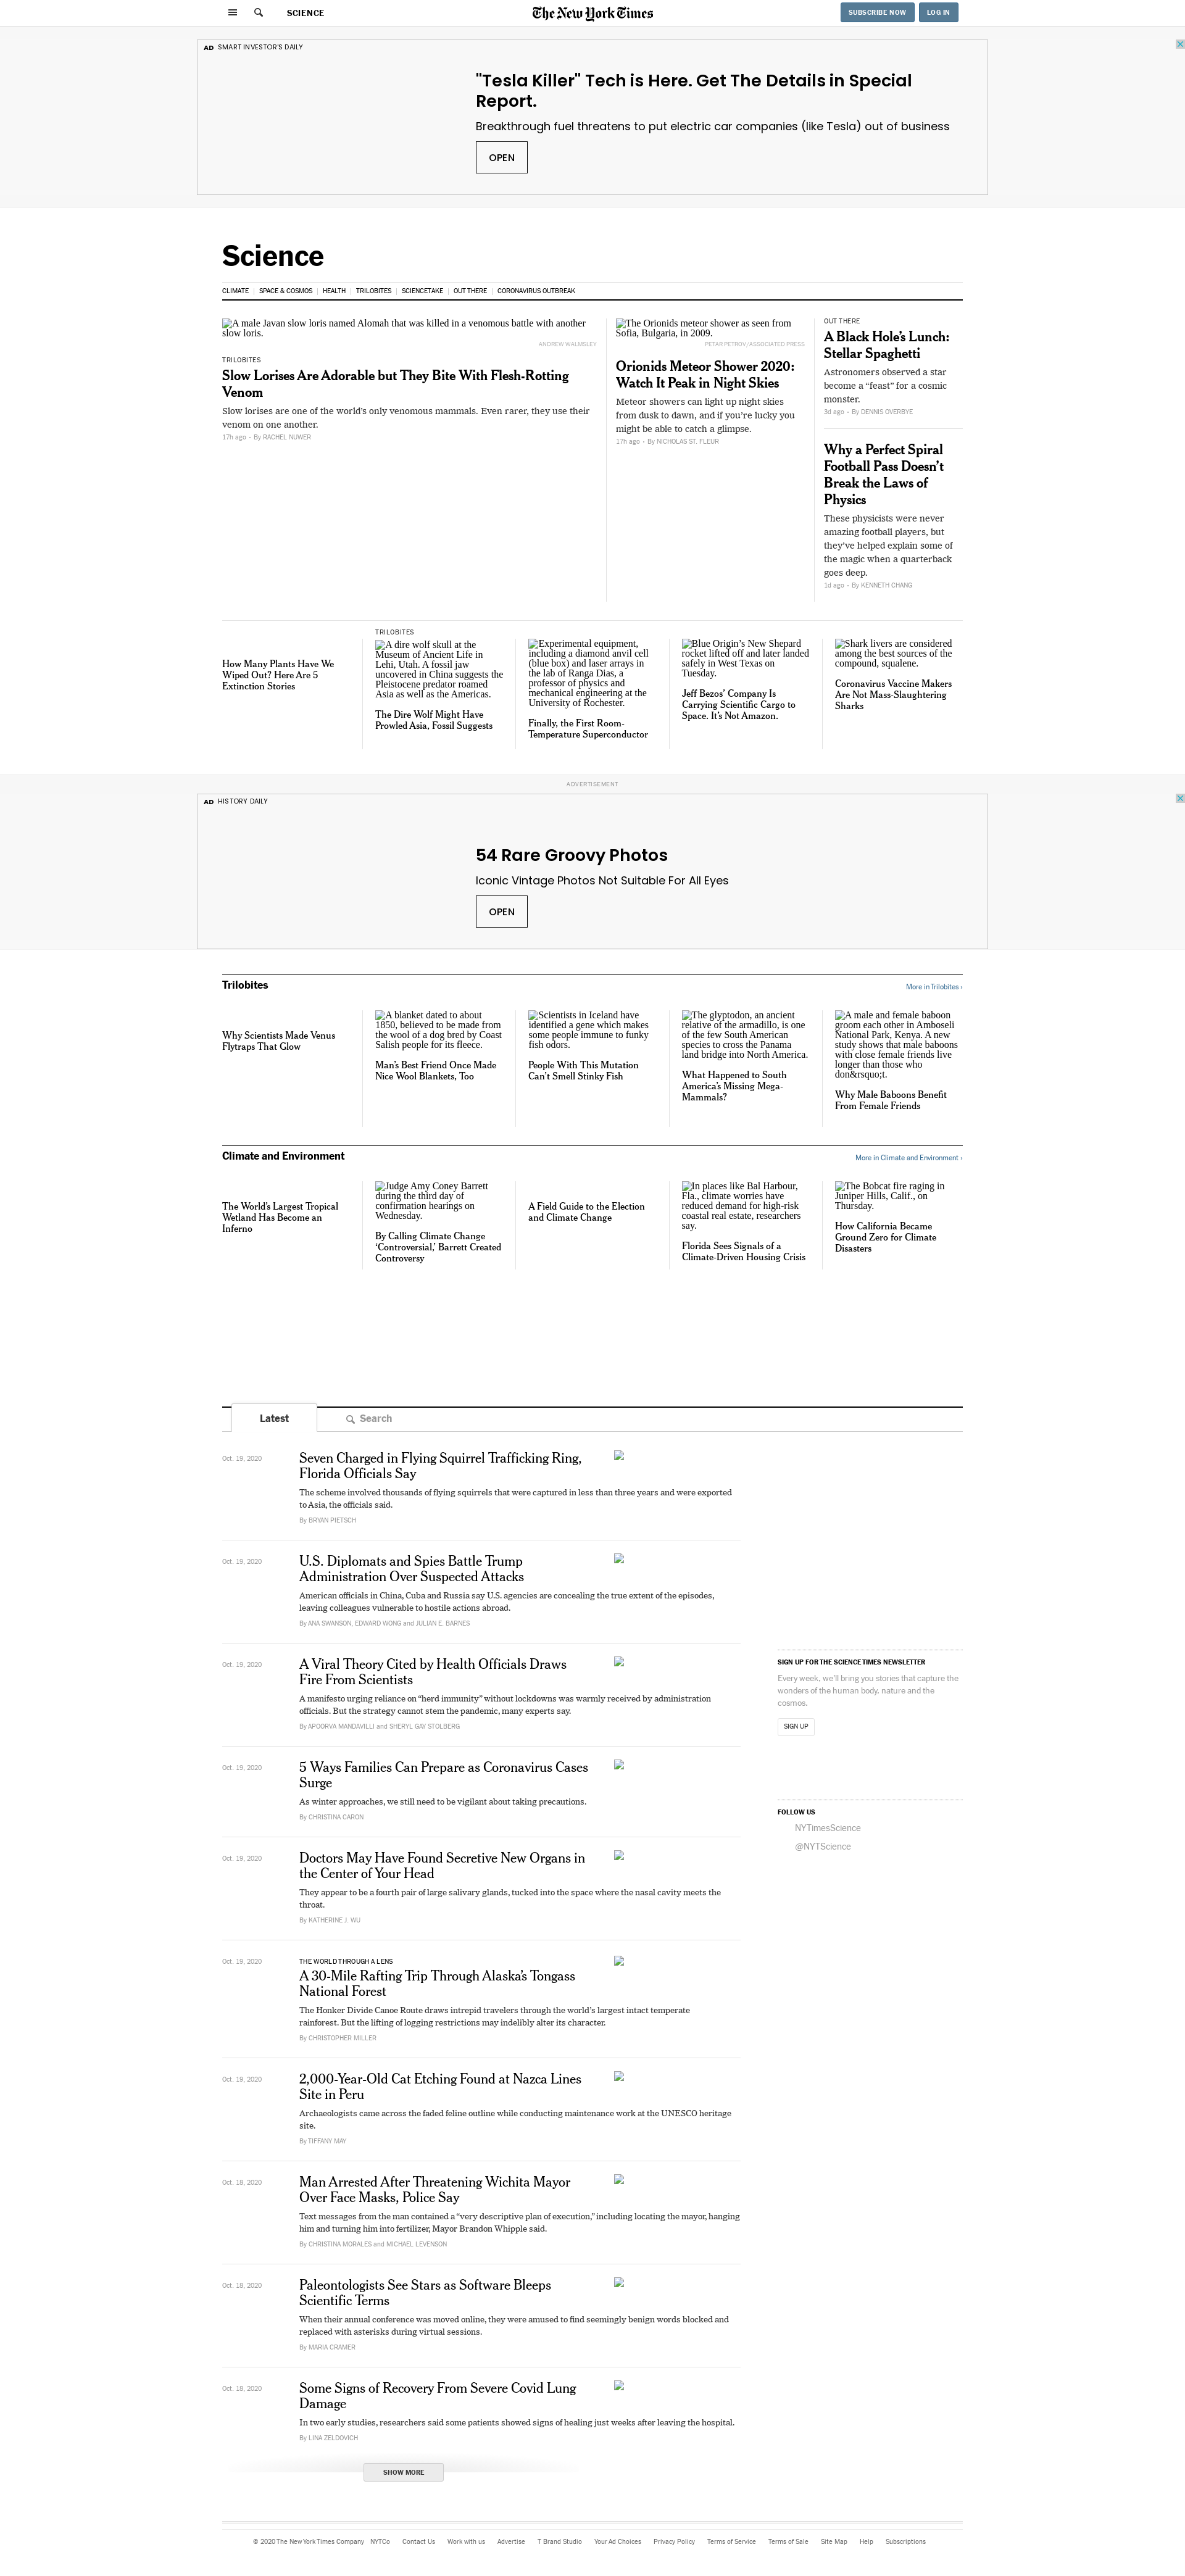 SCIENCE
The New York Times
SUBSCRIBE NOW
LOG IN
AD SMART INVESTOR'S DAILY
"Tesla Killer" Tech is Here. Get The Details in Special
Report.
Breakthrough fuel threatens to put electric car companies (like Tesla) out of business
OPEN
Science
CLIMATE
SPACE & COSMOS
HEALTH
TRILOBITES
SCIENCETAKE
OUT THERE
CORONAVIRUS OUTBREAK
A male Javan slow loris named Alomah that was killed in a venomous battle with another
slow loris.
ANDREW WALMSLEY
TRILOBITES
Slow Lorises Are Adorable but They Bite With Flesh-Rotting
Venom
Slow lorises are one of the world's only venomous mammals. Even rarer, they use their
venom on one another.
17h ago • By RACHEL NUWER
The Orionids meteor shower as seen from
Sofia, Bulgaria, in 2009.
PETAR PETROV/ASSOCIATED PRESS
Orionids Meteor Shower 2020:
Watch It Peak in Night Skies
Meteor showers can light up night skies
from dusk to dawn, and if you're lucky you
might be able to catch a glimpse.
17h ago • By NICHOLAS ST. FLEUR
OUT THERE
A Black Hole's Lunch:
Stellar Spaghetti
Astronomers observed a star
become a “feast” for a cosmic
monster.
3d ago • By DENNIS OVERBYE
Why a Perfect Spiral
Football Pass Doesn't
Break the Laws of
Physics
These physicists were never
amazing football players, but
they've helped explain some of
the magic when a quarterback
goes deep.
1d ago • By KENNETH CHANG
How Many Plants Have We
Wiped Out? Here Are 5
Extinction Stories
TRILOBITES
A dire wolf skull at the
Museum of Ancient Life in
Lehi, Utah. A fossil jaw
uncovered in China suggests the
Pleistocene predator roamed
Asia as well as the Americas.
The Dire Wolf Might Have
Prowled Asia, Fossil Suggests
Experimental equipment,
including a diamond anvil cell
(blue box) and laser arrays in
the lab of Ranga Dias, a
professor of physics and
mechanical engineering at the
University of Rochester.
Finally, the First Room-
Temperature Superconductor
Blue Origin's New Shepard
rocket lifted off and later landed
safely in West Texas on
Tuesday.
Jeff Bezos' Company Is
Carrying Scientific Cargo to
Space. It's Not Amazon.
Shark livers are considered
among the best sources of the
compound, squalene.
Coronavirus Vaccine Makers
Are Not Mass-Slaughtering
Sharks
ADVERTISEMENT
AD HISTORY DAILY
54 Rare Groovy Photos
Iconic Vintage Photos Not Suitable For All Eyes
OPEN
Trilobites
More in Trilobites ›
Why Scientists Made Venus
Flytraps That Glow
A blanket dated to about
1850, believed to be made from
the wool of a dog bred by Coast
Salish people for its fleece.
Man's Best Friend Once Made
Nice Wool Blankets, Too
Scientists in Iceland have
identified a gene which makes
some people immune to funky
fish odors.
People With This Mutation
Can't Smell Stinky Fish
The glyptodon, an ancient
relative of the armadillo, is one
of the few South American
species to cross the Panama
land bridge into North America.
What Happened to South
America's Missing Mega-
Mammals?
A male and female baboon
groom each other in Amboseli
National Park, Kenya. A new
study shows that male baboons
with close female friends live
longer than those who
don&rsquo;t.
Why Male Baboons Benefit
From Female Friends
Climate and Environment
More in Climate and Environment ›
The World's Largest Tropical
Wetland Has Become an
Inferno
Judge Amy Coney Barrett
during the third day of
confirmation hearings on
Wednesday.
By Calling Climate Change
‘Controversial,’ Barrett Created
Controversy
A Field Guide to the Election
and Climate Change
In places like Bal Harbour,
Fla., climate worries have
reduced demand for high-risk
coastal real estate, researchers
say.
Florida Sees Signals of a
Climate-Driven Housing Crisis
The Bobcat fire raging in
Juniper Hills, Calif., on
Thursday.
How California Became
Ground Zero for Climate
Disasters
Latest
Search
Oct. 19, 2020
Seven Charged in Flying Squirrel Trafficking Ring,
Florida Officials Say
The scheme involved thousands of flying squirrels that were captured in less than three years and were exported
to Asia, the officials said.
By BRYAN PIETSCH
Oct. 19, 2020
U.S. Diplomats and Spies Battle Trump
Administration Over Suspected Attacks
American officials in China, Cuba and Russia say U.S. agencies are concealing the true extent of the episodes,
leaving colleagues vulnerable to hostile actions abroad.
By ANA SWANSON, EDWARD WONG and JULIAN E. BARNES
Oct. 19, 2020
A Viral Theory Cited by Health Officials Draws
Fire From Scientists
A manifesto urging reliance on “herd immunity” without lockdowns was warmly received by administration
officials. But the strategy cannot stem the pandemic, many experts say.
By APOORVA MANDAVILLI and SHERYL GAY STOLBERG
Oct. 19, 2020
5 Ways Families Can Prepare as Coronavirus Cases
Surge
As winter approaches, we still need to be vigilant about taking precautions.
By CHRISTINA CARON
Oct. 19, 2020
Doctors May Have Found Secretive New Organs in
the Center of Your Head
They appear to be a fourth pair of large salivary glands, tucked into the space where the nasal cavity meets the
throat.
By KATHERINE J. WU
Oct. 19, 2020
THE WORLD THROUGH A LENS
A 30-Mile Rafting Trip Through Alaska's Tongass
National Forest
The Honker Divide Canoe Route draws intrepid travelers through the world's largest intact temperate
rainforest. But the lifting of logging restrictions may indelibly alter its character.
By CHRISTOPHER MILLER
Oct. 19, 2020
2,000-Year-Old Cat Etching Found at Nazca Lines
Site in Peru
Archaeologists came across the faded feline outline while conducting maintenance work at the UNESCO heritage
site.
By TIFFANY MAY
Oct. 18, 2020
Man Arrested After Threatening Wichita Mayor
Over Face Masks, Police Say
Text messages from the man contained a “very descriptive plan of execution,” including locating the mayor, hanging
him and turning him into fertilizer, Mayor Brandon Whipple said.
By CHRISTINA MORALES and MICHAEL LEVENSON
Oct. 18, 2020
Paleontologists See Stars as Software Bleeps
Scientific Terms
When their annual conference was moved online, they were amused to find seemingly benign words blocked and
replaced with asterisks during virtual sessions.
By MARIA CRAMER
Oct. 18, 2020
Some Signs of Recovery From Severe Covid Lung
Damage
In two early studies, researchers said some patients showed signs of healing just weeks after leaving the hospital.
By LINA ZELDOVICH
SHOW MORE
SIGN UP FOR THE SCIENCE TIMES NEWSLETTER
Every week, we'll bring you stories that capture the
wonders of the human body, nature and the
cosmos.
SIGN UP
FOLLOW US
NYTimesScience
@NYTScience
© 2020 The New York Times Company
NYTCo
Contact Us
Work with us
Advertise
T Brand Studio
Your Ad Choices
Privacy Policy
Terms of Service
Terms of Sale
Site Map
Help
Subscriptions